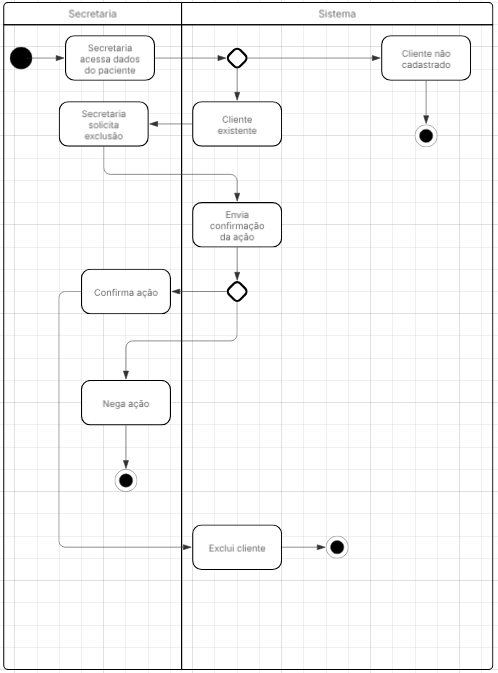 Secretaria
Sistema
Secretaria
acessa dados
do paciente
Cliente não
cadastrado
Secretaria
solicita
exclusão
Cliente
existente
Envia
confirmação
da ação
Confirma ação
Nega ação
Exclui cliente